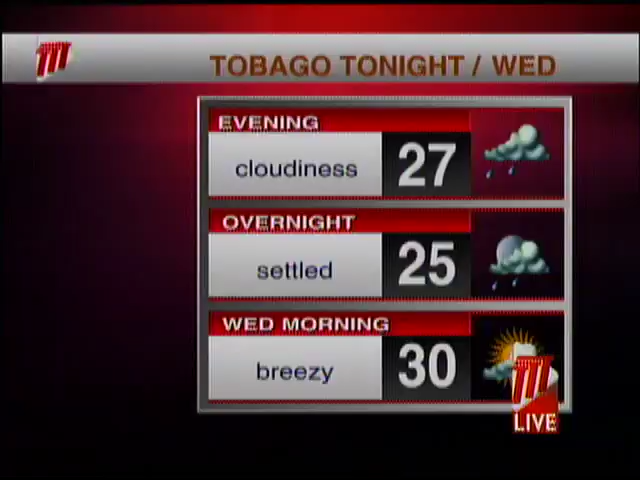 TOBAGO TONIGHT / WED
EVENING
cloudiness 27
OVERNIGHT
settled 25
WED MORNING
breezy 30
LIVE